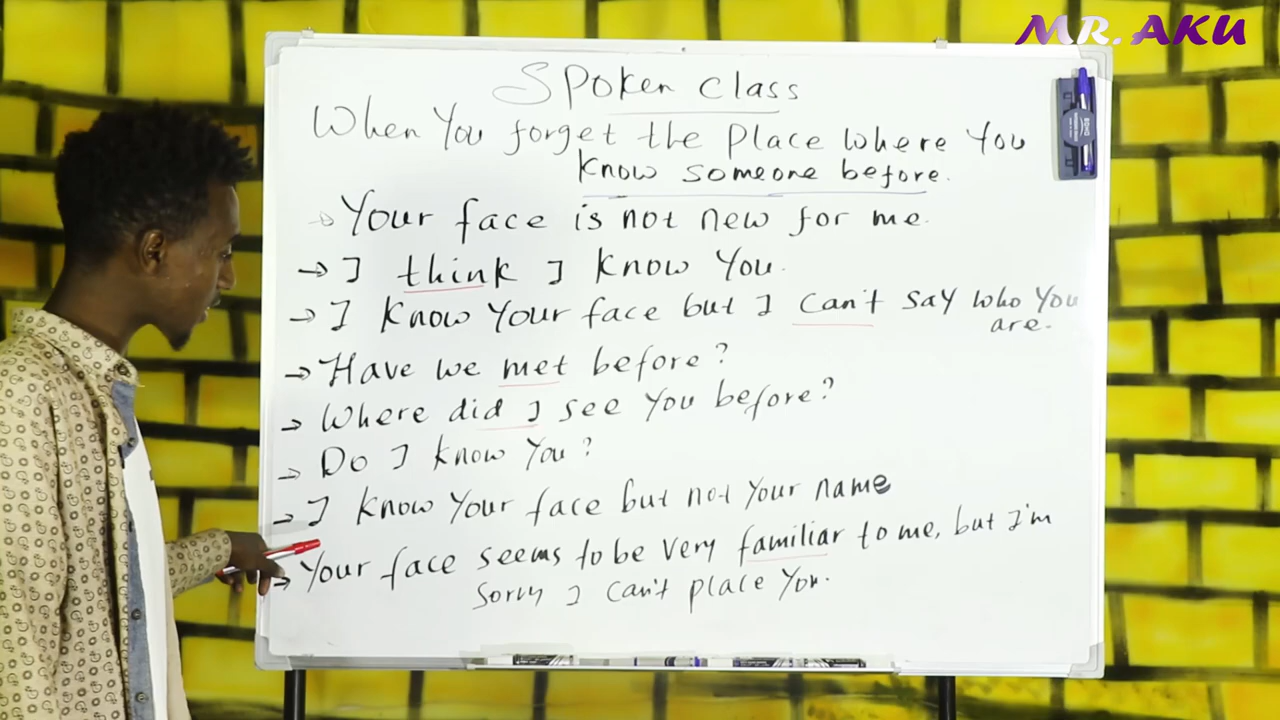 MR. AKU
Spoken class
When You forget the Place where You
know someone before.
→ Your face is not new for me.
→ I think I know You.
→ I know Your face but I can't say who you
are.
→ Have we met before?
→ Where did I see you before?
→ Do I know You?
→ I know Your face but not your name
→ Your face seems to be very familiar to me, but I'm
Sorry I can't place You.